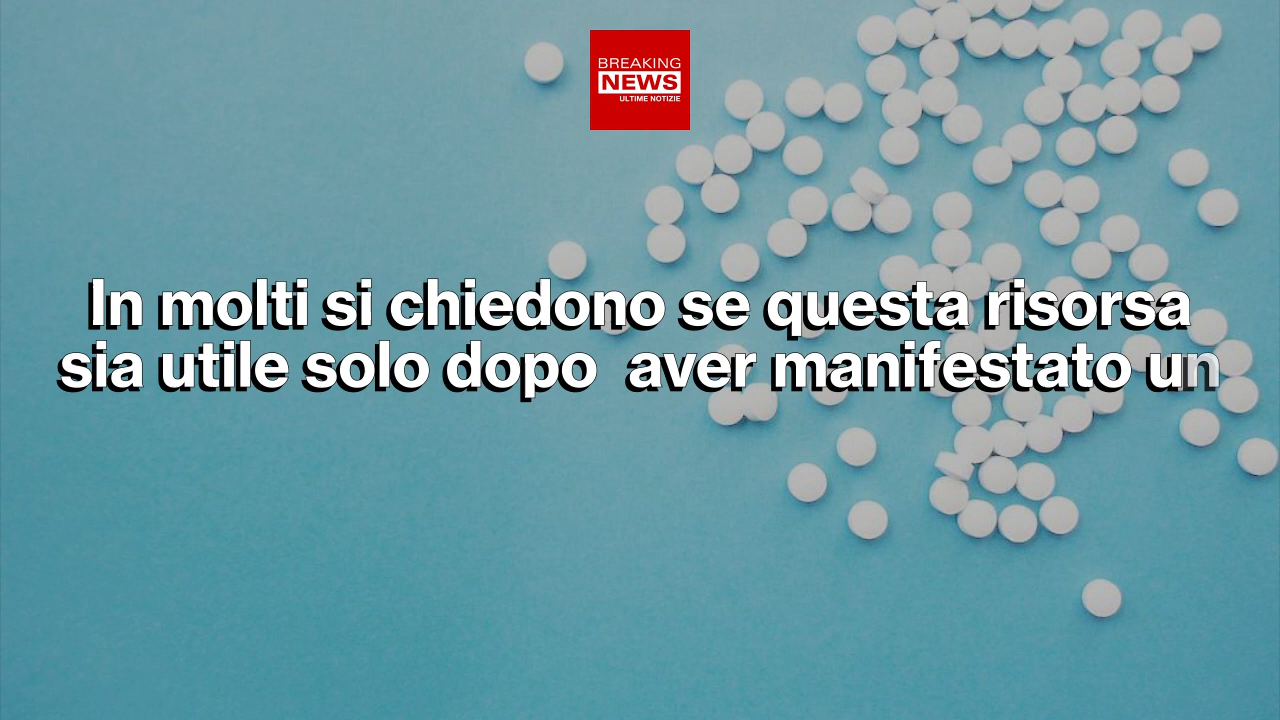 BREAKING
NEWS
ULTIME NOTIZIE
In molti si chiedono se questa risorsa
sia utile solo dopo  aver manifestato un